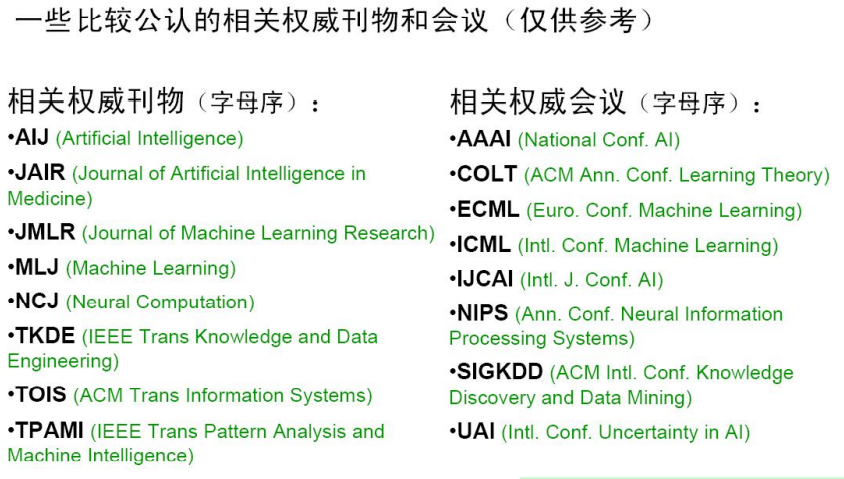 一些比较公认的相关权威刊物和会议（仅供参考）
相关权威刊物（字母序）：
•AIJ (Artificial Intelligence)
•JAIR (Journal of Artificial Intelligence in
Medicine)
•JMLR (Journal of Machine Learning Research)
•MLJ (Machine Learning)
•NCJ (Neural Computation)
•TKDE (IEEE Trans Knowledge and Data
Engineering)
•TOIS (ACM Trans Information Systems)
•TPAMI (IEEE Trans Pattern Analysis and
Machine Intelligence)
相关权威会议（字母序）：
•AAAI (National Conf. AI)
•COLT (ACM Ann. Conf. Learning Theory)
•ECML (Euro. Conf. Machine Learning)
•ICML (Intl. Conf. Machine Learning)
•IJCAI (Intl. J. Conf. AI)
•NIPS (Ann. Conf. Neural Information
Processing Systems)
•SIGKDD (ACM Intl. Conf. Knowledge
Discovery and Data Mining)
•UAI (Intl. Conf. Uncertainty in AI)